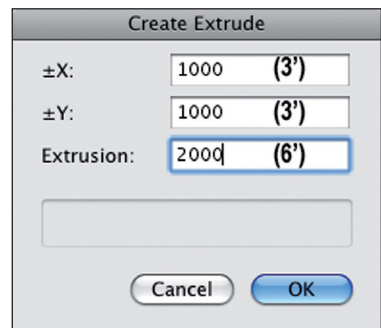 Create Extrude
±X: 1000 (3’)
±Y: 1000 (3’)
Extrusion: 2000 (6’)
Cancel OK